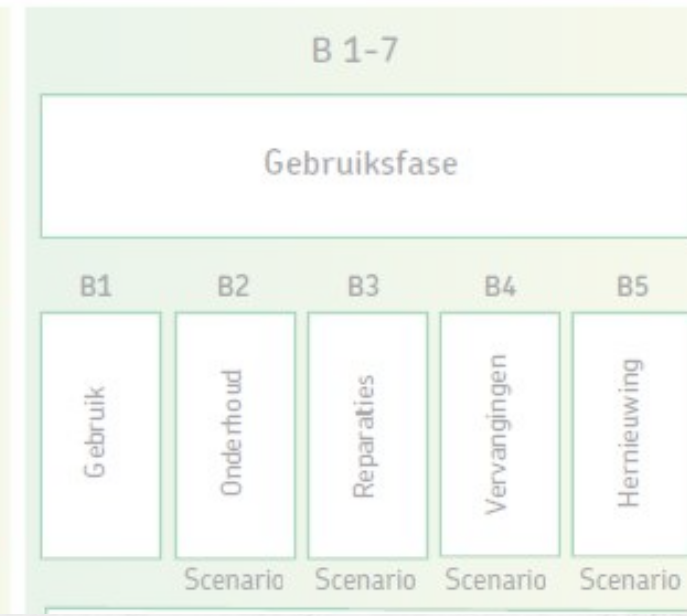 B 1-7
Gebruiksfase
B1 B2 B3 B4 B5
Gebruik Onderhoud Reparaties Vervangingen Hernieuwing
Scenario Scenario Scenario Scenario